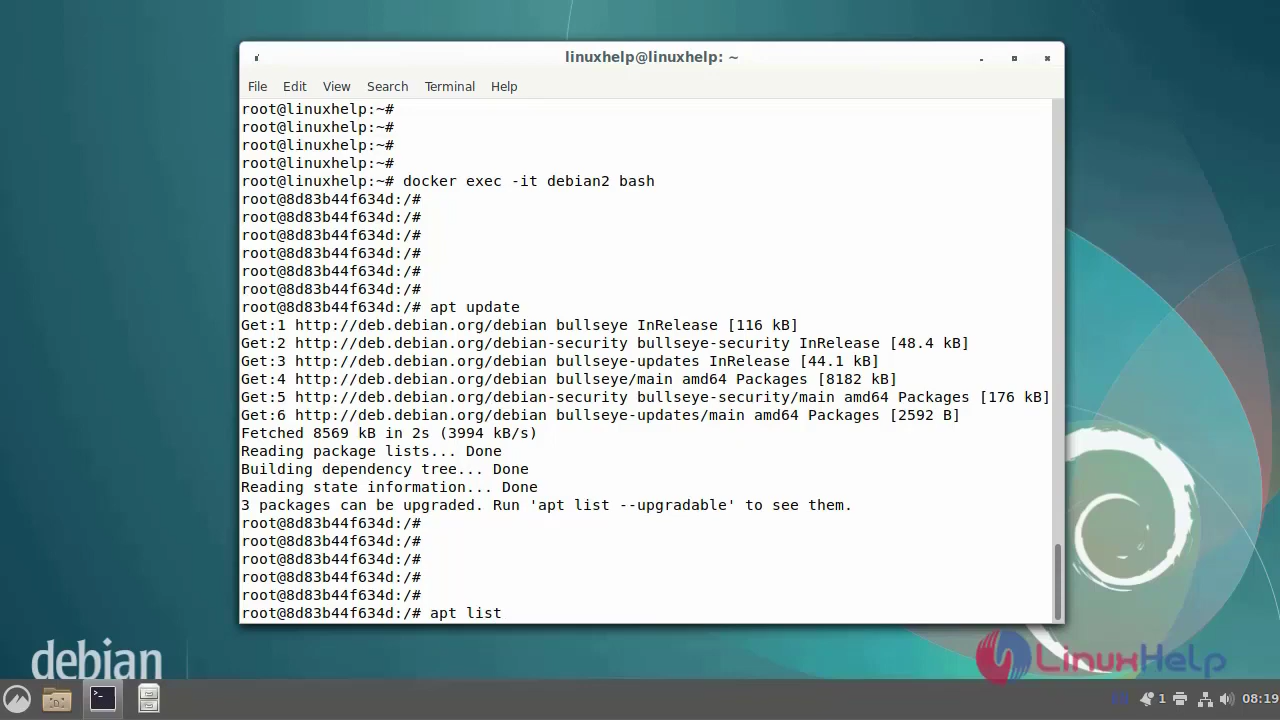 linuxhelp@linuxhelp: ~
File Edit View Search Terminal Help
root@linuxhelp:~#
root@linuxhelp:~#
root@linuxhelp:~#
root@linuxhelp:~#
root@linuxhelp:~# docker exec -it debian2 bash
root@8d83b44f634d:/#
root@8d83b44f634d:/#
root@8d83b44f634d:/#
root@8d83b44f634d:/#
root@8d83b44f634d:/#
root@8d83b44f634d:/#
root@8d83b44f634d:/# apt update
Get:1 http://deb.debian.org/debian bullseye InRelease [116 kB]
Get:2 http://deb.debian.org/debian-security bullseye-security InRelease [48.4 kB]
Get:3 http://deb.debian.org/debian bullseye-updates InRelease [44.1 kB]
Get:4 http://deb.debian.org/debian bullseye/main amd64 Packages [8182 kB]
Get:5 http://deb.debian.org/debian-security bullseye-security/main amd64 Packages [176 kB]
Get:6 http://deb.debian.org/debian bullseye-updates/main amd64 Packages [2592 B]
Fetched 8569 kB in 2s (3994 kB/s)
Reading package lists... Done
Building dependency tree... Done
Reading state information... Done
3 packages can be upgraded. Run 'apt list --upgradable' to see them.
root@8d83b44f634d:/#
root@8d83b44f634d:/#
root@8d83b44f634d:/#
root@8d83b44f634d:/#
root@8d83b44f634d:/#
root@8d83b44f634d:/# apt list
debian
LinuxHelp
1 08:19